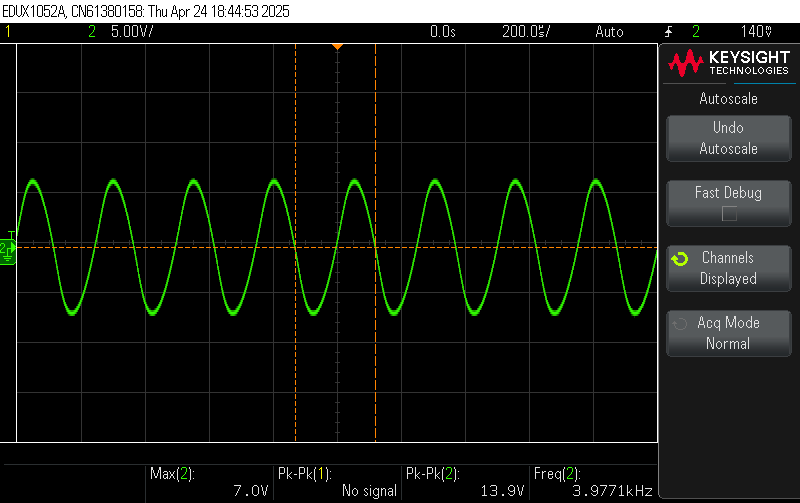 EDUX1052A, CN61380158: Thu Apr 24 18:44:53 2025
1 2 5.00V/ 0.0s 200.0㎲/ Auto 2 140㎷
KEYSIGHT
TECHNOLOGIES
Autoscale
Undo
Autoscale
Fast Debug
T
2
Channels
Displayed
Acq Mode
Normal
Max(2): Pk-Pk(1): Pk-Pk(2): Freq(2):
7.0V No signal 13.9V 3.9771kHz